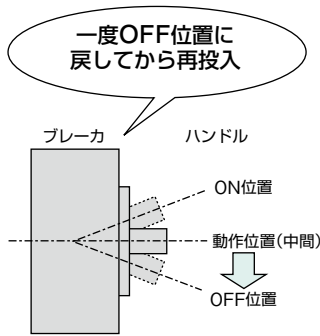 一度OFF位置に
戻してから再投入
ブレーカ
ハンドル
ON位置
動作位置(中間)
OFF位置